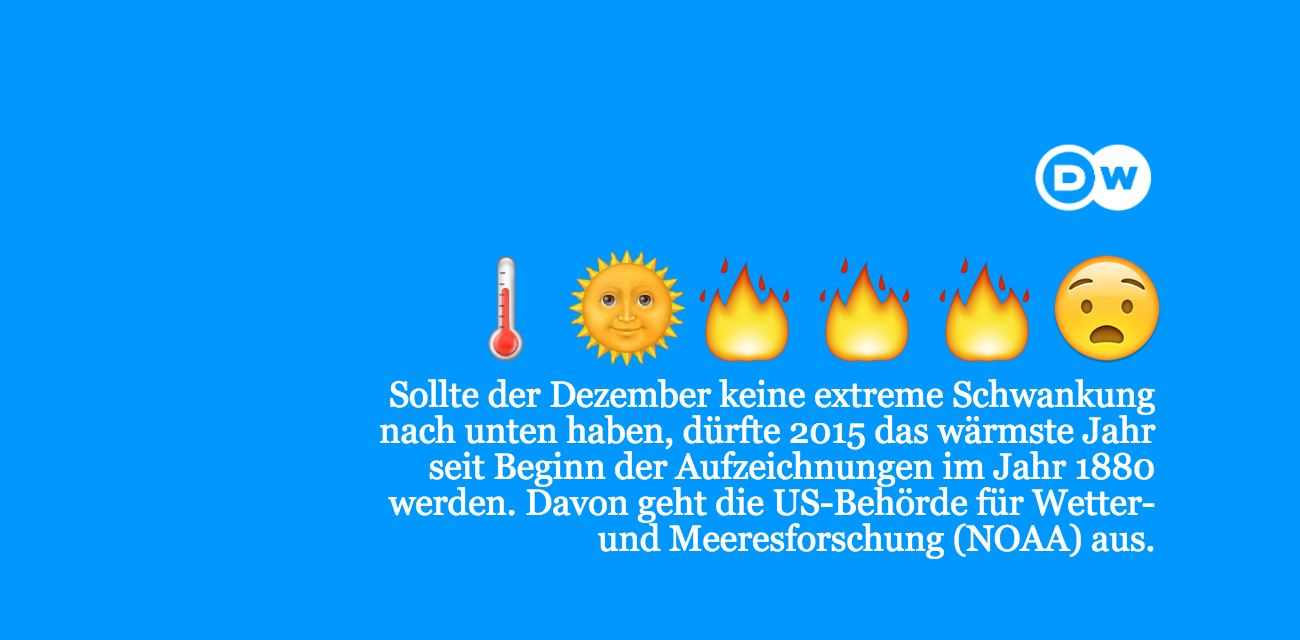 DW
Sollte der Dezember keine extreme Schwankung
nach unten haben, dürfte 2015 das wärmste Jahr
seit Beginn der Aufzeichnungen im Jahr 1880
werden. Davon geht die US-Behörde für Wetter-
und Meeresforschung (NOAA) aus.